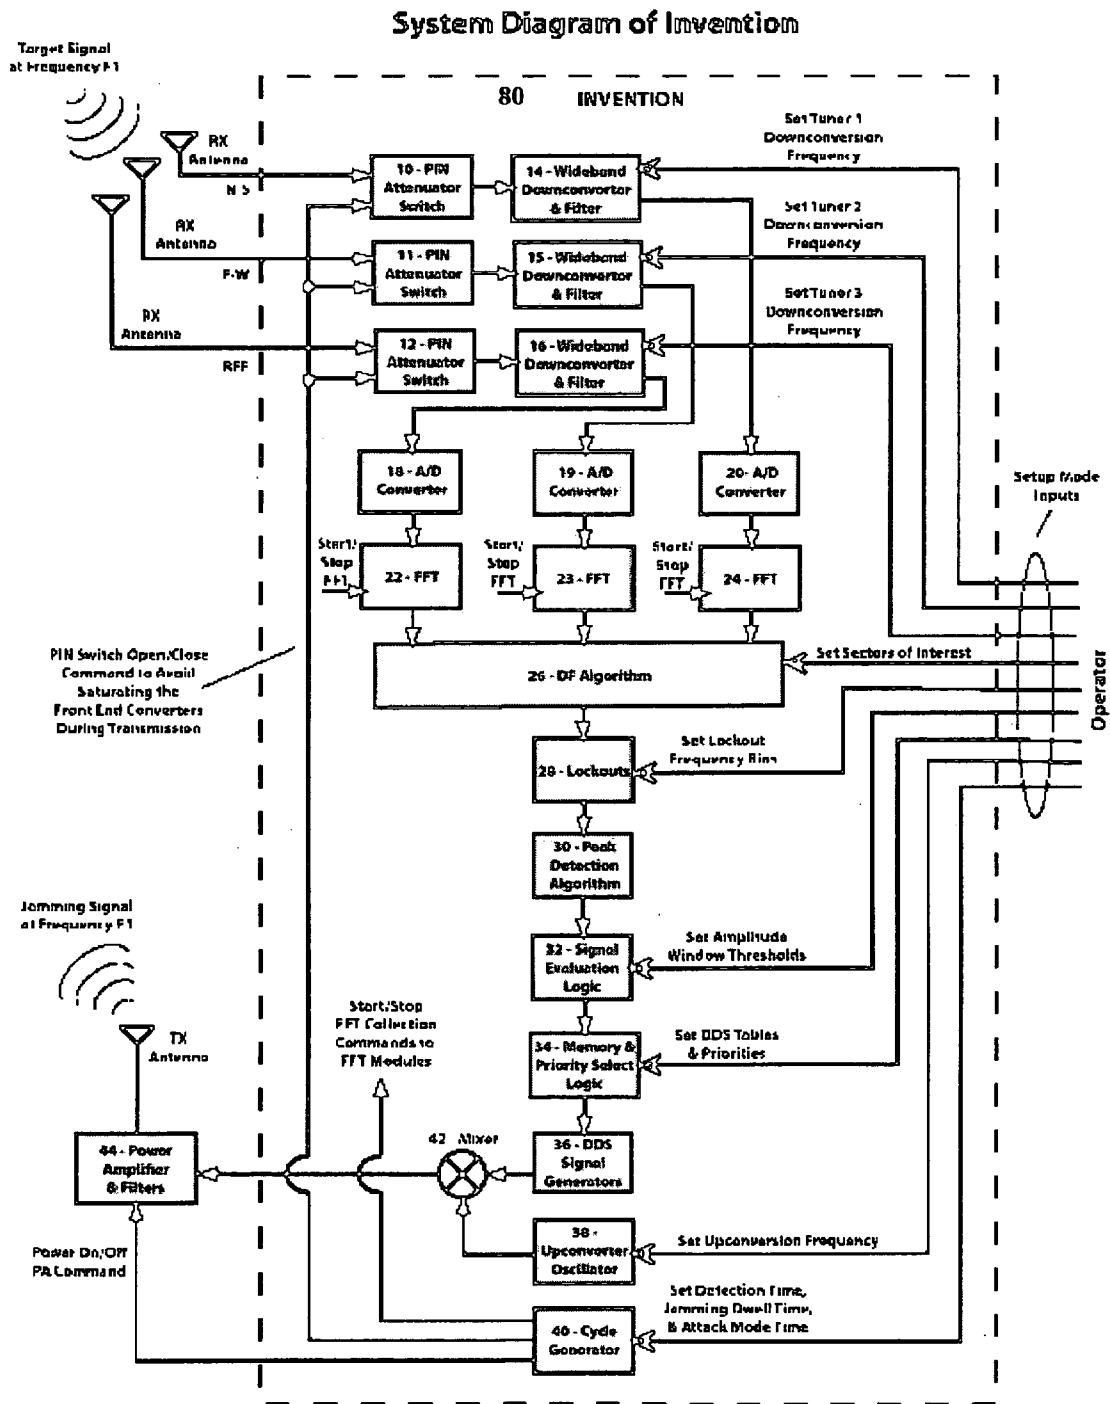 System Diagram of Invention
Target Signal
at Frequency F1
80 INVENTION
RX
Antenna
N-S
RX
Antenna
E-W
RX
Antenna
REF
10 - PIN
Attenuator
Switch
14 - Wideband
Downconverter
& Filter
Set Tuner 1
Downconversion
Frequency
11 - PIN
Attenuator
Switch
15 - Wideband
Downconvertor
& Filter
Set Tuner 2
Downconversion
Frequency
12 - PIN
Attenuator
Switch
16 - Wideband
Downconvertor
& Filter
Set Tuner 3
Downconversion
Frequency
18 - A/D
Converter
19 - A/D
Converter
20- A/D
Converter
Setup Mode
Inputs
Start/
Stop
FFT
22 - FFT
Start/
Stop
FFT
23 - FFT
Start/
Stop
FFT
24 - FFT
PIN Switch Open/Close
Command to Avoid
Saturating the
Front End Converters
During Transmission
26 - DF Algorithm
Set Sectors of Interest
Operator
28 - Lockouts
Set Lockout
Frequency Bins
30 - Peak
Detection
Algorithm
Jamming Signal
at Frequency F1
32 - Signal
Evaluation
Logic
Set Amplitude
Window Thresholds
TX
Antenna
Start/Stop
FFT Collection
Commands to
FFT Modules
34 - Memory &
Priority Select
Logic
Set DDS Tables
& Priorities
44 - Power
Amplifier
& Filters
42 - Mixer
36 - DDS
Signal
Generators
Power On/Off
PA Command
38 -
Upconverter
Oscillator
Set Upconversion Frequency
40 - Cycle
Generator
Set Detection Time,
Jamming Dwell Time,
& Attack Mode Time